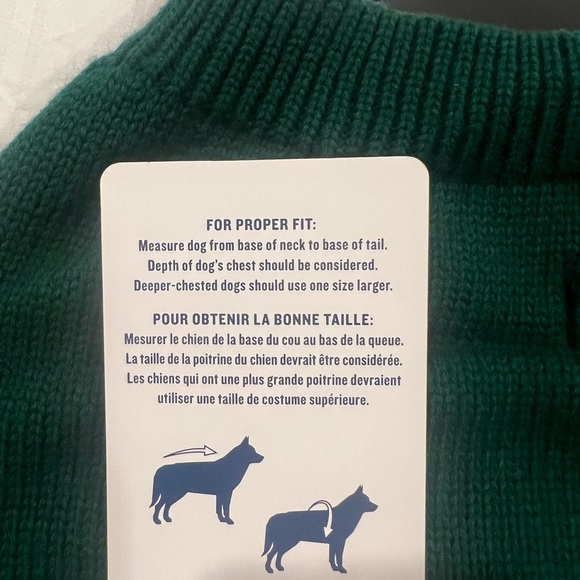 FOR PROPER FIT:
Measure dog from base of neck to base of tail.
Depth of dog's chest should be considered.
Deeper-chested dogs should use one size larger.
POUR OBTENIR LA BONNE TAILLE:
Mesurer le chien de la base du cou au bas de la queue.
La taille de la poitrine du chien devrait être considérée.
Les chiens qui ont une plus grande poitrine devraient
utiliser une taille de costume supérieure.